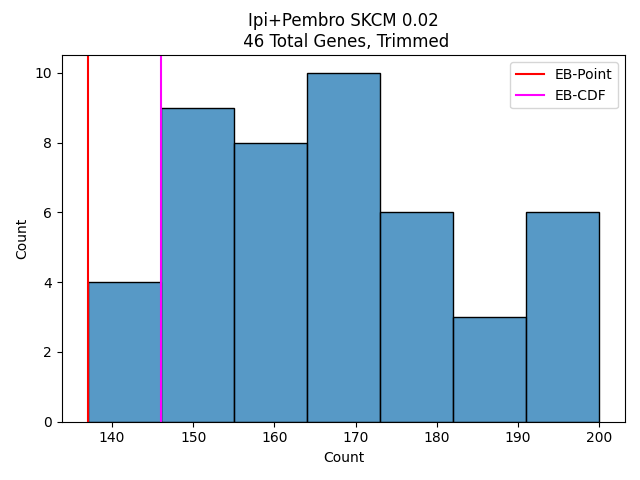 Ipi+Pembro SKCM 0.02
46 Total Genes, Trimmed
EB-Point
EB-CDF
Count
10
8
6
4
2
0
140 150 160 170 180 190 200
Count